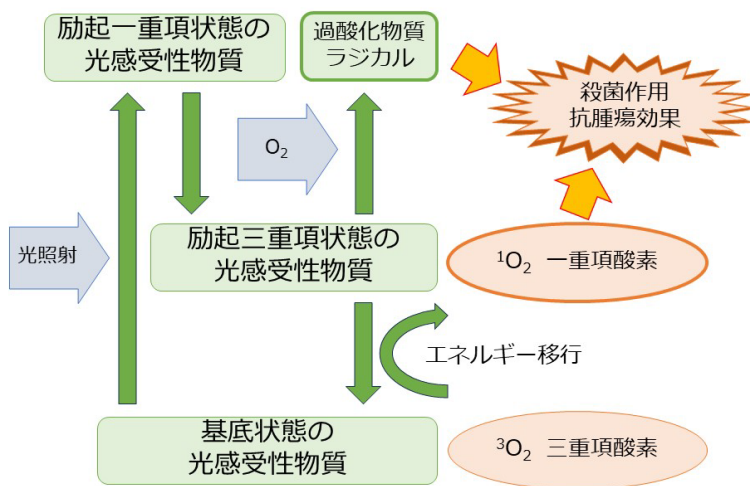 励起一重項状態の
光感受性物質
過酸化物質
ラジカル
殺菌作用
抗腫瘍効果
O₂
光照射
励起三重項状態の
光感受性物質
¹O₂ 一重項酸素
エネルギー移行
基底状態の
光感受性物質
³O₂ 三重項酸素